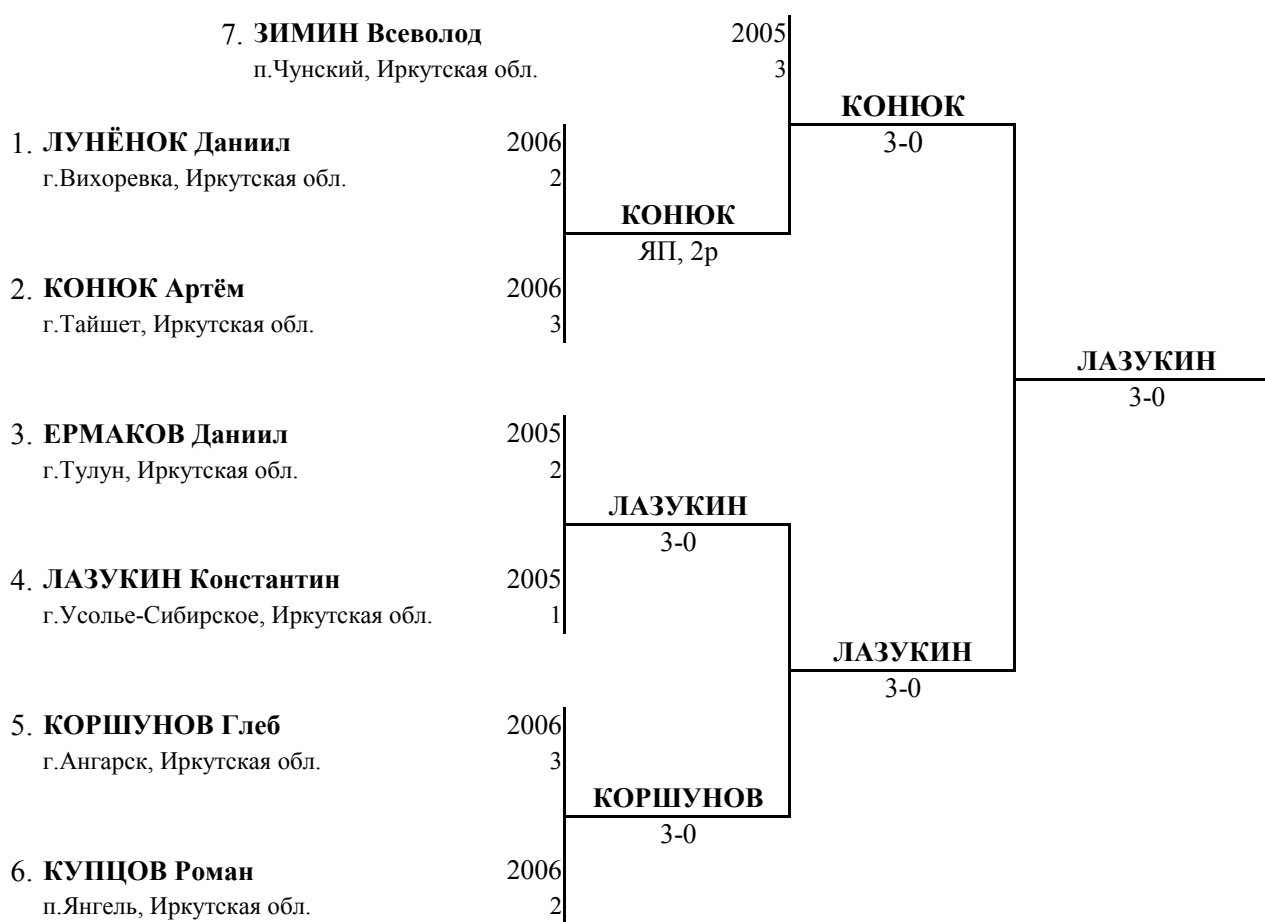 7. ЗИМИН Всеволод 2005
п.Чунский, Иркутская обл. 3
КОНЮК
3-0
1. ЛУНЁНОК Даниил 2006
г.Вихоревка, Иркутская обл. 2
КОНЮК
ЯП, 2р
2. КОНЮК Артём 2006
г.Тайшет, Иркутская обл. 3
ЛАЗУКИН
3-0
3. ЕРМАКОВ Даниил 2005
г.Тулун, Иркутская обл. 2
ЛАЗУКИН
3-0
4. ЛАЗУКИН Константин 2005
г.Усолье-Сибирское, Иркутская обл. 1
ЛАЗУКИН
3-0
5. КОРШУНОВ Глеб 2006
г.Ангарск, Иркутская обл. 3
КОРШУНОВ
3-0
6. КУПЦОВ Роман 2006
п.Янгель, Иркутская обл. 2